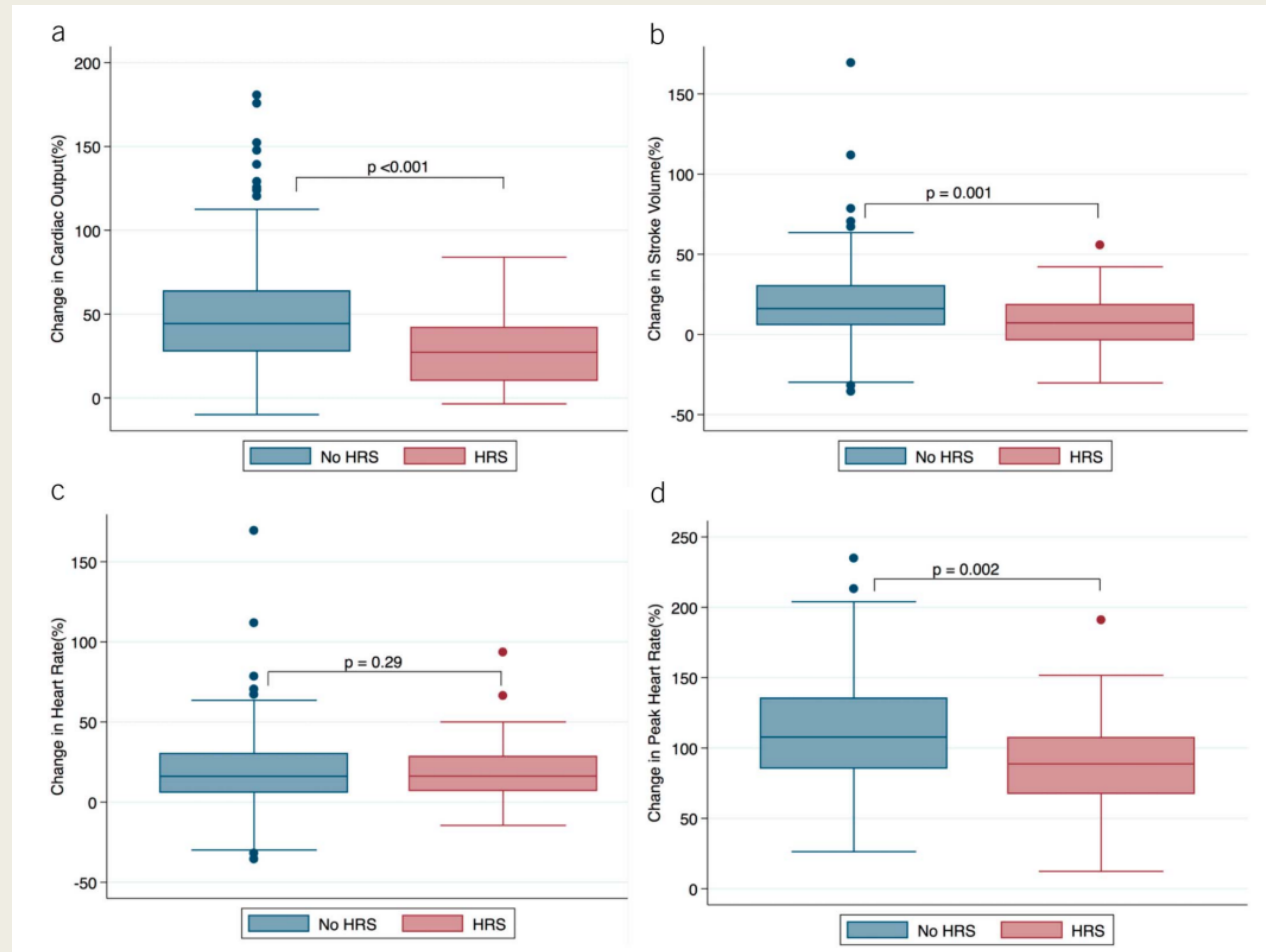 a
Change in Cardiac Output(%)
200
150
100
50
0
p <0.001
No HRS HRS
b
Change in Stroke Volume(%)
150
100
50
0
-50
p = 0.001
No HRS HRS
c
Change in Heart Rate(%)
150
100
50
0
-50
p = 0.29
No HRS HRS
d
Change in Peak Heart Rate(%)
250
200
150
100
50
0
p = 0.002
No HRS HRS